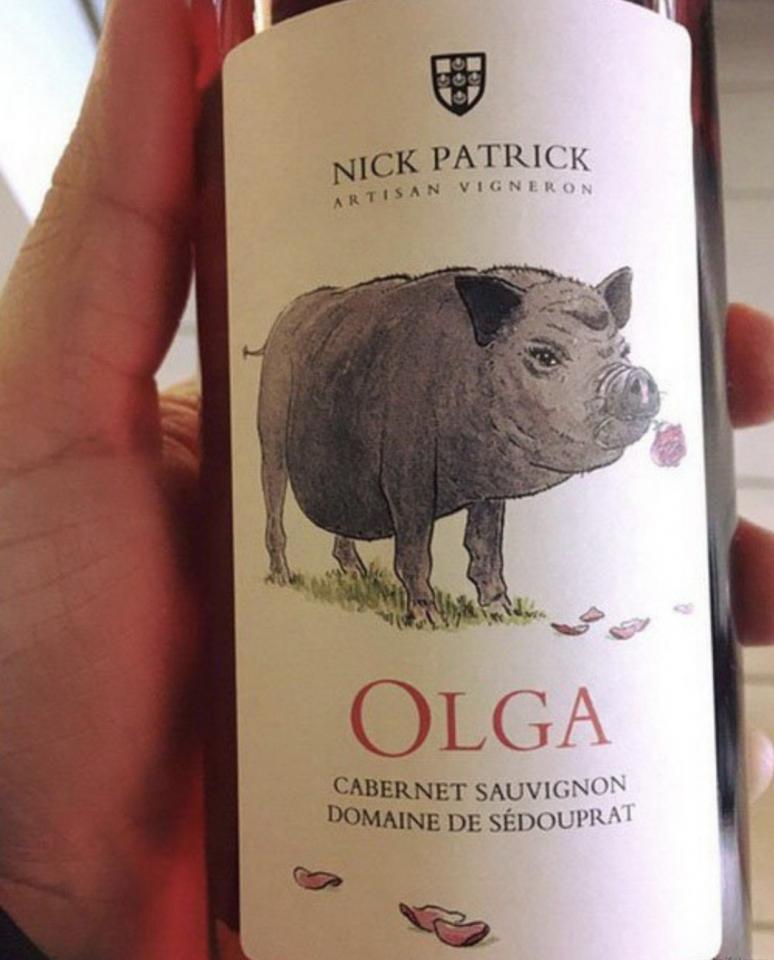 NICK PATRICK
ARTISAN VIGNERON
OLGA
CABERNET SAUVIGNON
DOMAINE DE SÉDOUPRAT